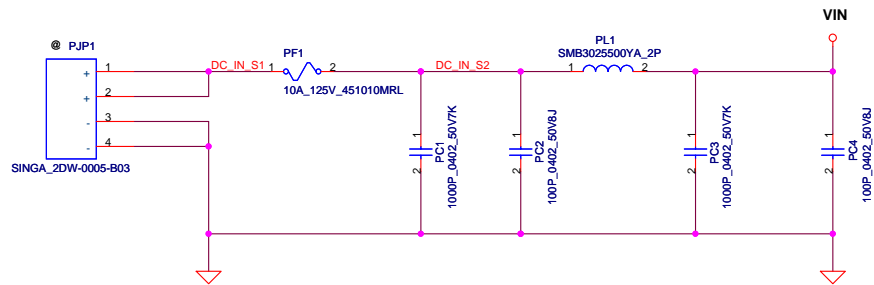 VIN
@ PJP1
PF1
PL1
SMB3025500YA_2P
DC_IN_S1
DC_IN_S2
1
+
1
2
1
2
2
+
10A_125V_451010MRL
3
-
4
-
SINGA_2DW-0005-B03
1
2
PC1
1000P_0402_50V7K
1
2
PC2
100P_0402_50V8J
1
2
PC3
1000P_0402_50V7K
1
2
PC4
100P_0402_50V8J